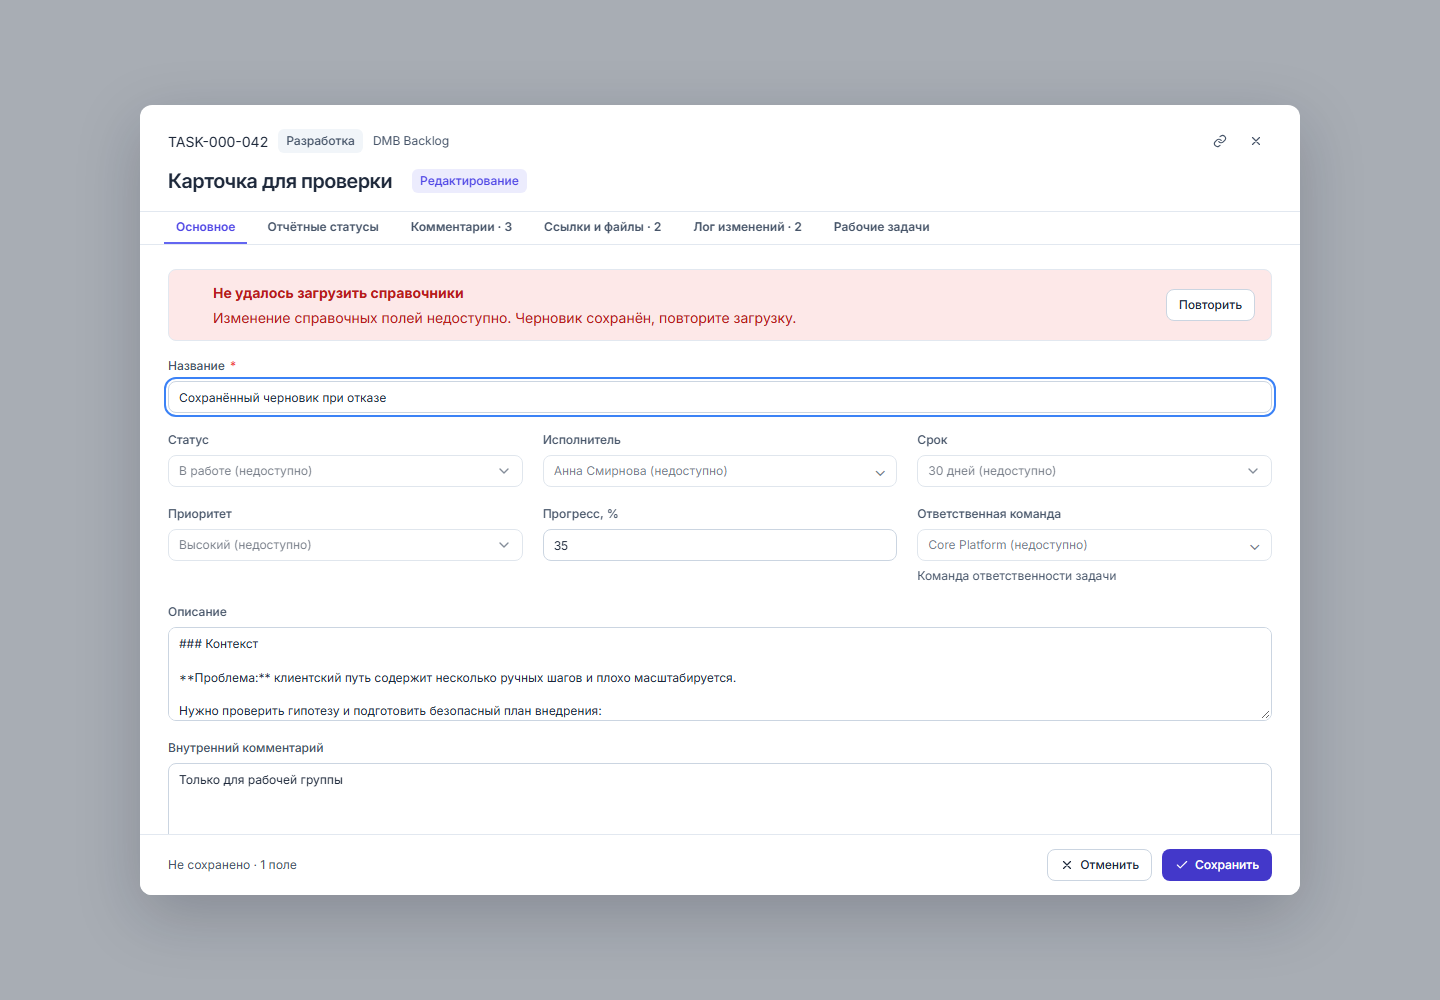 TASK-000-042 Разработка DMB Backlog
Карточка для проверки Редактирование
Основное Отчётные статусы Комментарии · 3 Ссылки и файлы · 2 Лог изменений · 2 Рабочие задачи
Не удалось загрузить справочники
Изменение справочных полей недоступно. Черновик сохранён, повторите загрузку.
Повторить
Название *
Сохранённый черновик при отказе
Статус Исполнитель Срок
В работе (недоступно) Анна Смирнова (недоступно) 30 дней (недоступно)
Приоритет Прогресс, % Ответственная команда
Высокий (недоступно) 35 Core Platform (недоступно)
Команда ответственности задачи
Описание
### Контекст
**Проблема:** клиентский путь содержит несколько ручных шагов и плохо масштабируется.
Нужно проверить гипотезу и подготовить безопасный план внедрения:
Внутренний комментарий
Только для рабочей группы
Не сохранено · 1 поле Отменить Сохранить